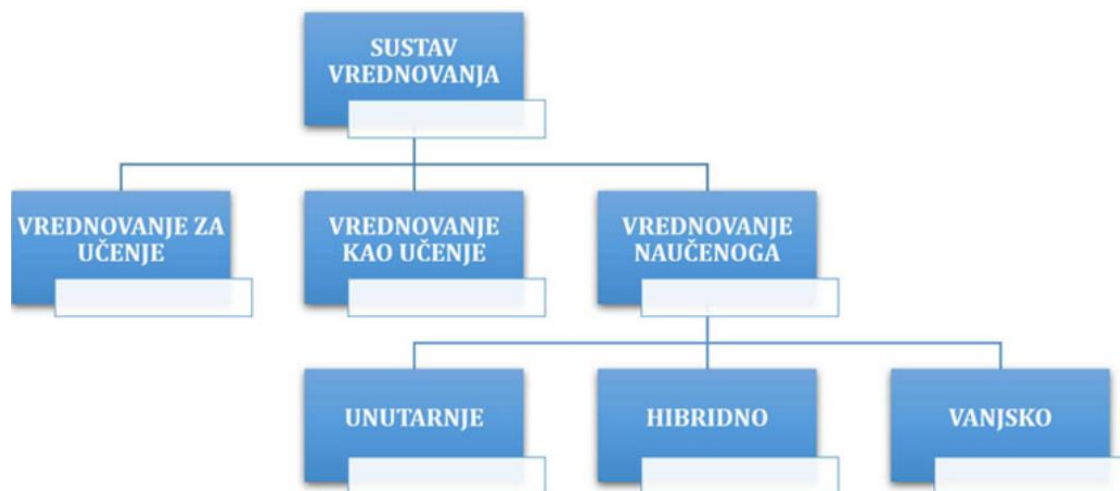 SUSTAV
VREDNOVANJA
VREDNOVANJE ZA
UČENJE
VREDNOVANJE
KAO UČENJE
VREDNOVANJE
NAUČENOGA
UNUTARNJE
HIBRIDNO
VANJSKO